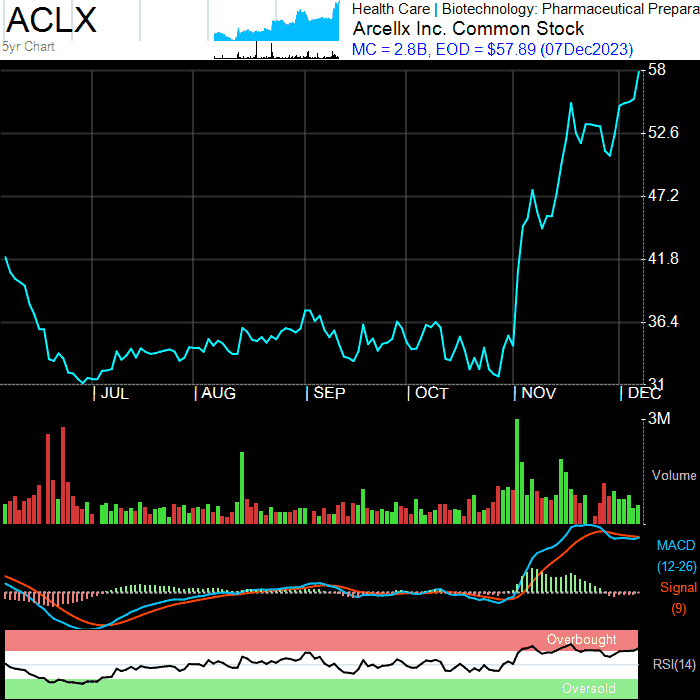 ACLX
5yr Chart
Health Care | Biotechnology: Pharmaceutical Prepara
Arcellx Inc. Common Stock
MC = 2.8B, EOD = $57.89 (07Dec2023)
58
52.6
47.2
41.8
36.4
31
| JUL | AUG | SEP | OCT | NOV | DEC
3M
Volume
MACD
(12-26)
Signal
(9)
Overbought
RSI(14)
Oversold